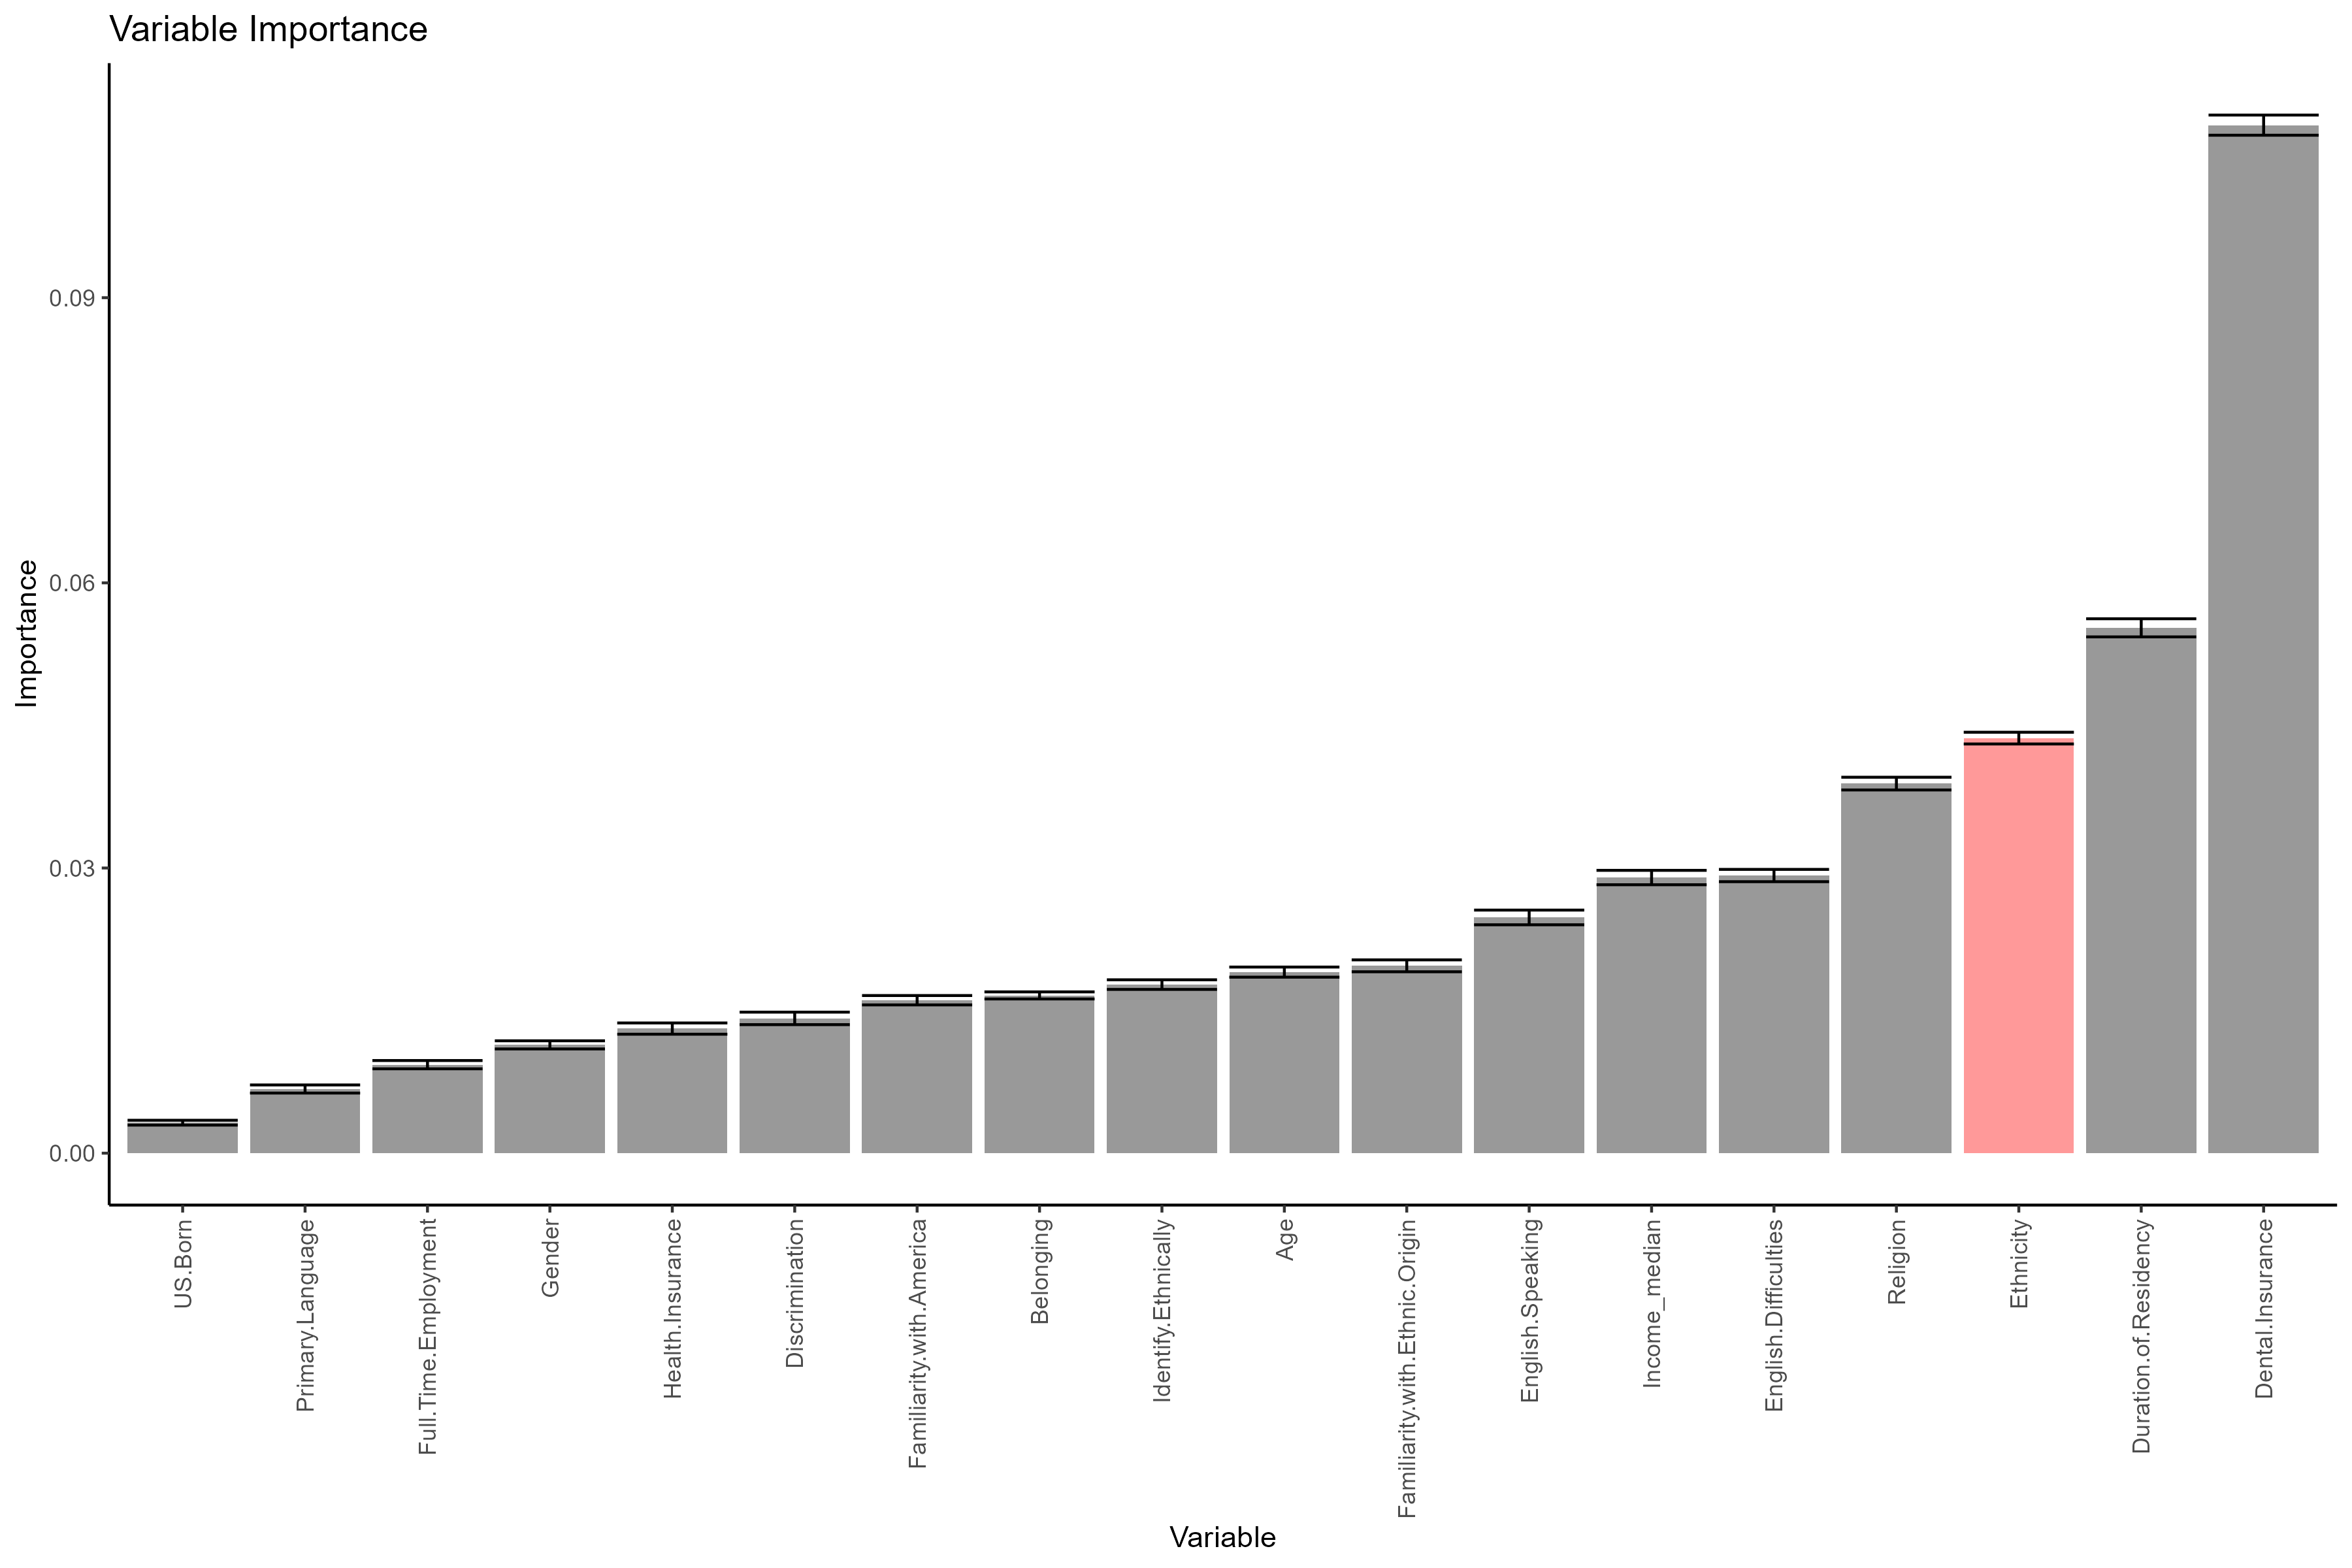 Variable Importance
Importance
0.09
0.06
0.03
0.00
US.Born
Primary.Language
Full.Time.Employment
Gender
Health.Insurance
Discrimination
Familiarity.with.America
Belonging
Identify.Ethnically
Age
Familiarity.with.Ethnic.Origin
English.Speaking
Income_median
English.Difficulties
Religion
Ethnicity
Duration.of.Residency
Dental.Insurance
Variable